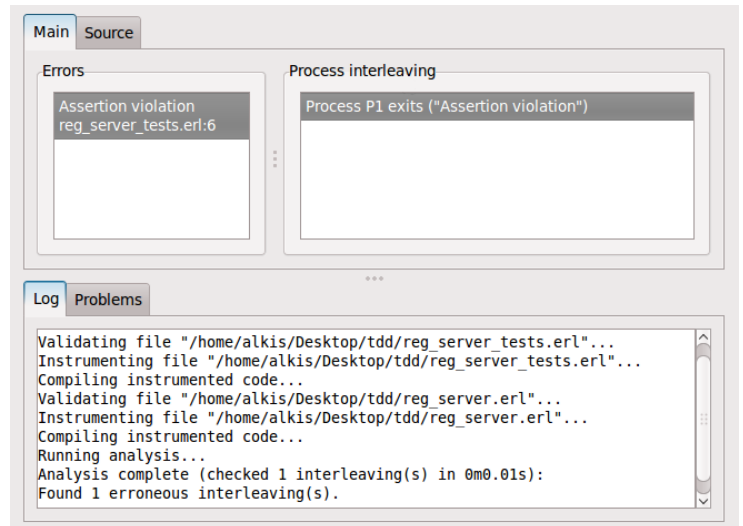 Main Source
Errors
Process interleaving
Assertion violation
reg_server_tests.erl:6
Process P1 exits ("Assertion violation")
Log Problems
Validating file "/home/alkis/Desktop/tdd/reg_server_tests.erl"...
Instrumenting file "/home/alkis/Desktop/tdd/reg_server_tests.erl"...
Compiling instrumented code...
Validating file "/home/alkis/Desktop/tdd/reg_server.erl"...
Instrumenting file "/home/alkis/Desktop/tdd/reg_server.erl"...
Compiling instrumented code...
Running analysis...
Analysis complete (checked 1 interleaving(s) in 0m0.01s):
Found 1 erroneous interleaving(s).